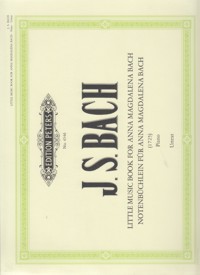 EDITION PETERS
J. S. BACH
LITTLE MUSIC BOOK FOR ANNA MAGDALENA BACH
NOTENBÜCHLEIN FÜR ANNA MAGDALENA BACH
(1725)
Piano
Urtext